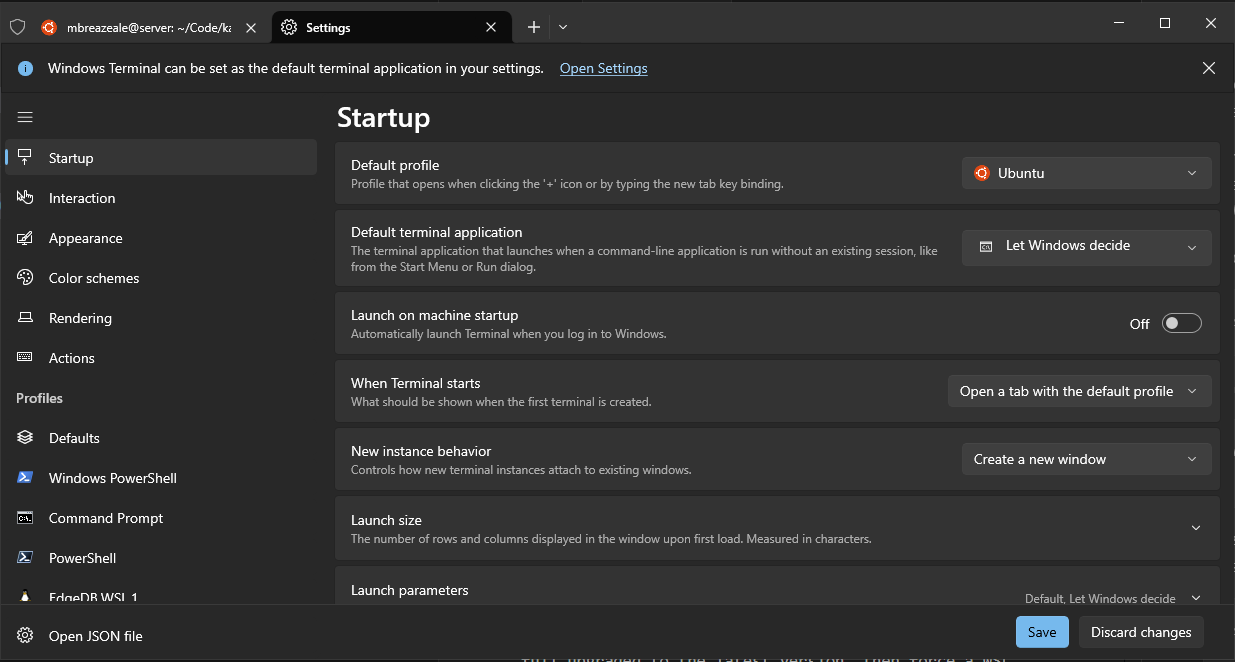 mbreazeale@server: ~/Code/ka
Settings
Windows Terminal can be set as the default terminal application in your settings. Open Settings
Startup
Interaction
Appearance
Color schemes
Rendering
Actions
Profiles
Defaults
Windows PowerShell
Command Prompt
PowerShell
EdgeDB.WSL.1
Open JSON file
Startup
Default profile
Profile that opens when clicking the '+' icon or by typing the new tab key binding.
Ubuntu
Default terminal application
The terminal application that launches when a command-line application is run without an existing session, like
from the Start Menu or Run dialog.
Let Windows decide
Launch on machine startup
Automatically launch Terminal when you log in to Windows.
Off
When Terminal starts
What should be shown when the first terminal is created.
Open a tab with the default profile
New instance behavior
Controls how new terminal instances attach to existing windows.
Create a new window
Launch size
The number of rows and columns displayed in the window upon first load. Measured in characters.
Launch parameters
Default, Let Windows decide
Save
Discard changes